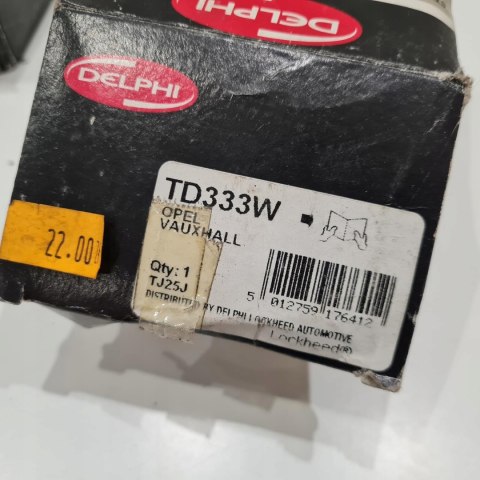 DELPHI
DELPHI
TD333W
OPEL
VAUXHALL
22.00
Qty: 1
TJ25J
5 012759 176412
DISTRIBUTED BY DELPHI LOCKHEED AUTOMOTIVE
Lockheed®